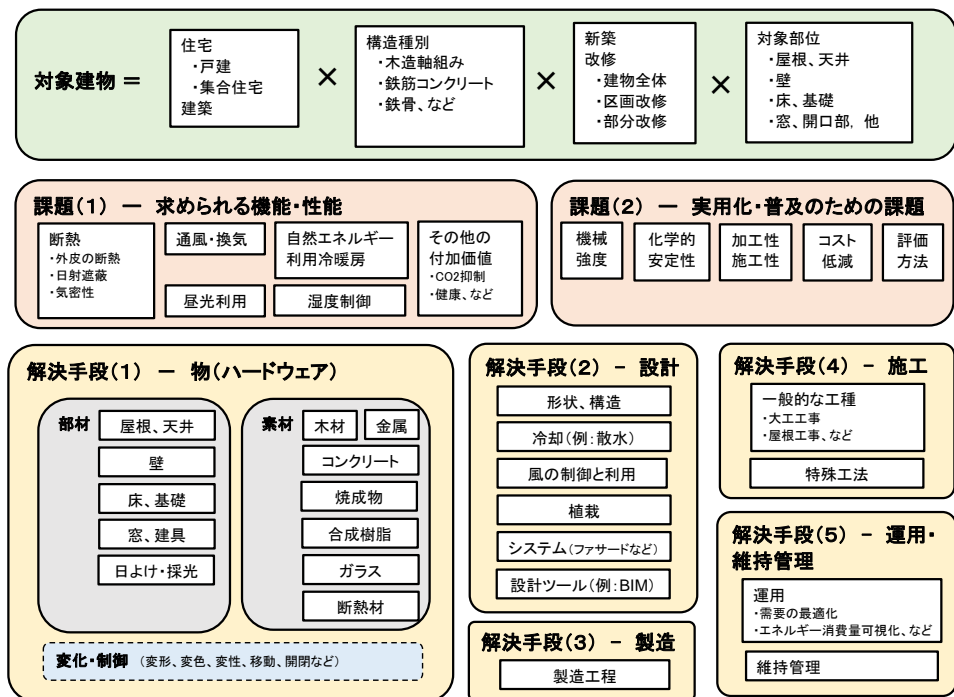 対象建物 =
住宅
・戸建
・集合住宅
建築
×
構造種別
・木造軸組み
・鉄筋コンクリート
・鉄骨、など
×
新築
改修
・建物全体
・区画改修
・部分改修
×
対象部位
・屋根、天井
・壁
・床、基礎
・窓、開口部, 他
課題(1) ― 求められる機能・性能
断熱
・外皮の断熱
・日射遮蔽
・気密性
通風・換気
昼光利用
自然エネルギー
利用冷暖房
湿度制御
その他の
付加価値
・CO2抑制
・健康、など
課題(2) ― 実用化・普及のための課題
機械
強度
化学的
安定性
加工性
施工性
コスト
低減
評価
方法
解決手段(1) ― 物(ハードウェア)
部材
屋根、天井
壁
床、基礎
窓、建具
日よけ・採光
素材
木材
金属
コンクリート
焼成物
合成樹脂
ガラス
断熱材
変化・制御 (変形、変色、変性、移動、開閉など)
解決手段(2) － 設計
形状、構造
冷却(例:散水)
風の制御と利用
植栽
システム(ファサードなど)
設計ツール(例:BIM)
解決手段(3) － 製造
製造工程
解決手段(4) － 施工
一般的な工種
・大工工事
・屋根工事、など
特殊工法
解決手段(5) － 運用・
維持管理
運用
・需要の最適化
・エネルギー消費量可視化、など
維持管理